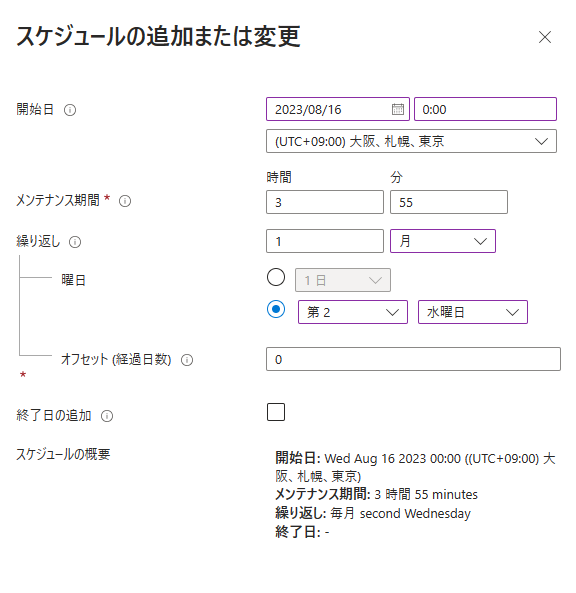 スケジュールの追加または変更
開始日
2023/08/16
0:00
(UTC+09:00) 大阪、札幌、東京
時間
分
メンテナンス期間 *
3
55
繰り返し
1
月
曜日
1 日
第 2
水曜日
オフセット (経過日数)
0
*
終了日の追加
スケジュールの概要
開始日: Wed Aug 16 2023 00:00 ((UTC+09:00) 大
阪、札幌、東京)
メンテナンス期間: 3 時間 55 minutes
繰り返し: 毎月 second Wednesday
終了日: -